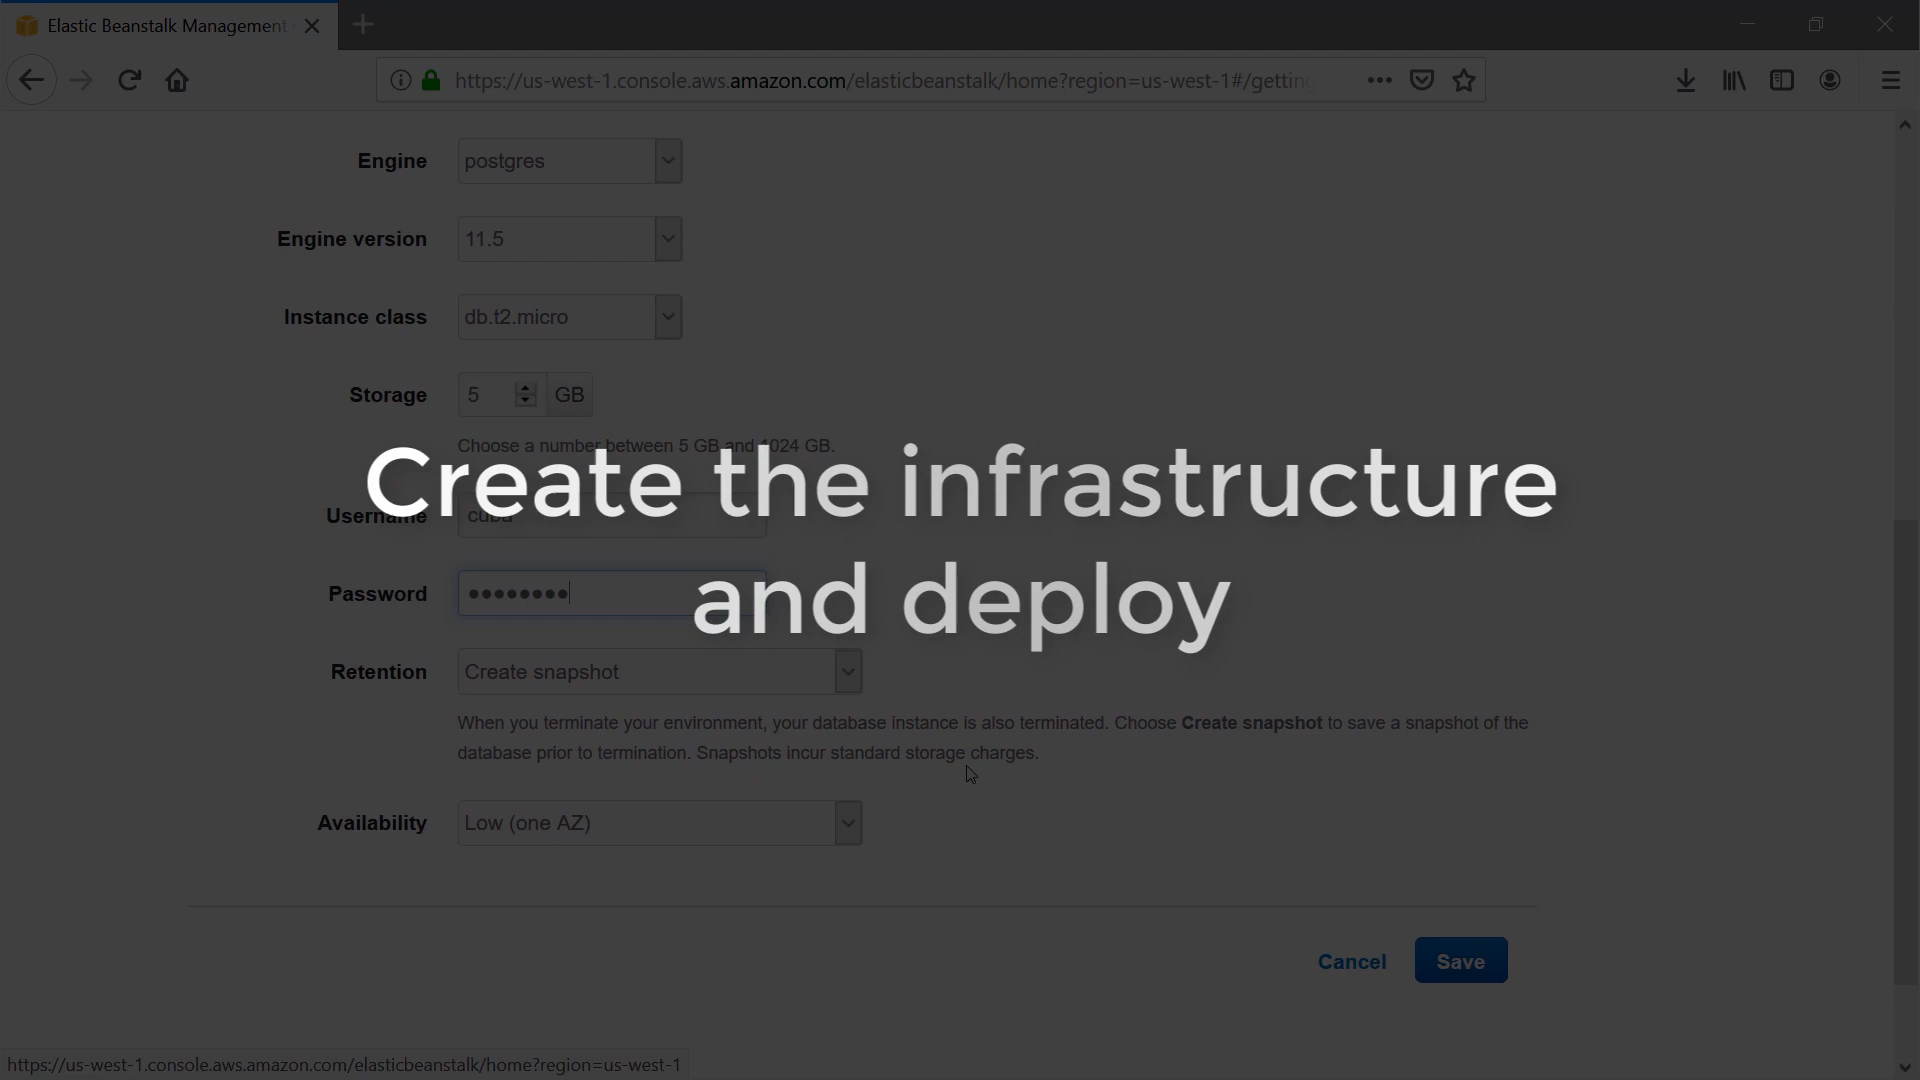 Elastic Beanstalk Management
https://us-west-1.console.aws.amazon.com/elasticbeanstalk/home?region=us-west-1#/getting
Engine postgres
Engine version 11.5
Instance class db.t2.micro
Storage 5 GB
Choose a number between 5 GB and 1024 GB.
Create the infrastructure
Username cuba
and deploy
Password ••••••••
Retention Create snapshot
When you terminate your environment, your database instance is also terminated. Choose Create snapshot to save a snapshot of the
database prior to termination. Snapshots incur standard storage charges.
Availability Low (one AZ)
Cancel Save
https://us-west-1.console.aws.amazon.com/elasticbeanstalk/home?region=us-west-1